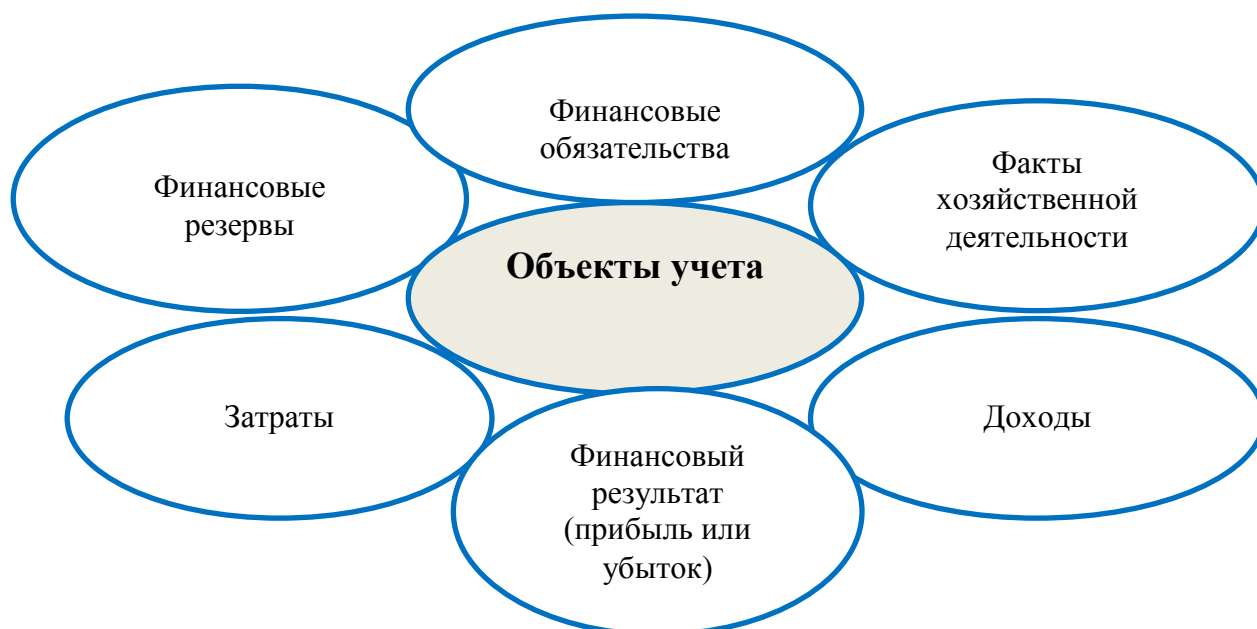 Финансовые
обязательства
Финансовые
резервы
Факты
хозяйственной
деятельности
Объекты учета
Затраты
Доходы
Финансовый
результат
(прибыль или
убыток)